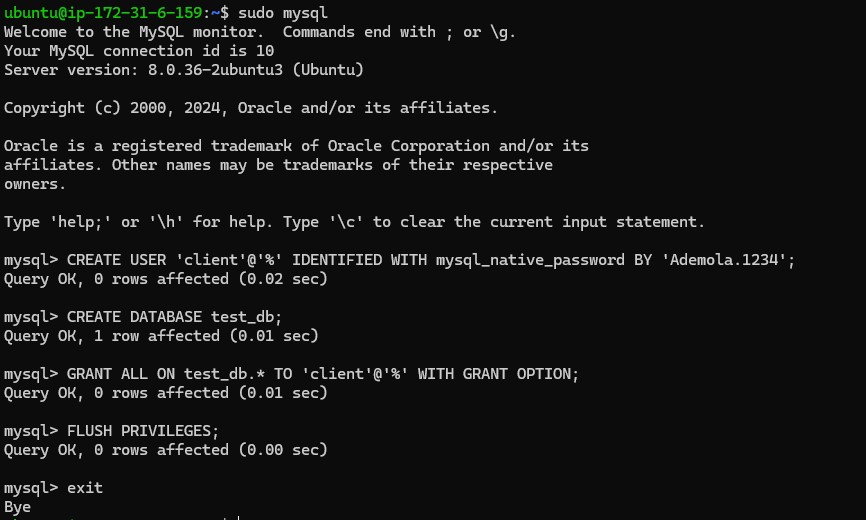 ubuntu@ip-172-31-6-159:~$ sudo mysql
Welcome to the MySQL monitor.  Commands end with ; or \g.
Your MySQL connection id is 10
Server version: 8.0.36-2ubuntu3 (Ubuntu)
Copyright (c) 2000, 2024, Oracle and/or its affiliates.
Oracle is a registered trademark of Oracle Corporation and/or its
affiliates. Other names may be trademarks of their respective
owners.
Type 'help;' or '\h' for help. Type '\c' to clear the current input statement.
mysql> CREATE USER 'client'@'%' IDENTIFIED WITH mysql_native_password BY 'Ademola.1234';
Query OK, 0 rows affected (0.02 sec)
mysql> CREATE DATABASE test_db;
Query OK, 1 row affected (0.01 sec)
mysql> GRANT ALL ON test_db.* TO 'client'@'%' WITH GRANT OPTION;
Query OK, 0 rows affected (0.01 sec)
mysql> FLUSH PRIVILEGES;
Query OK, 0 rows affected (0.00 sec)
mysql> exit
Bye